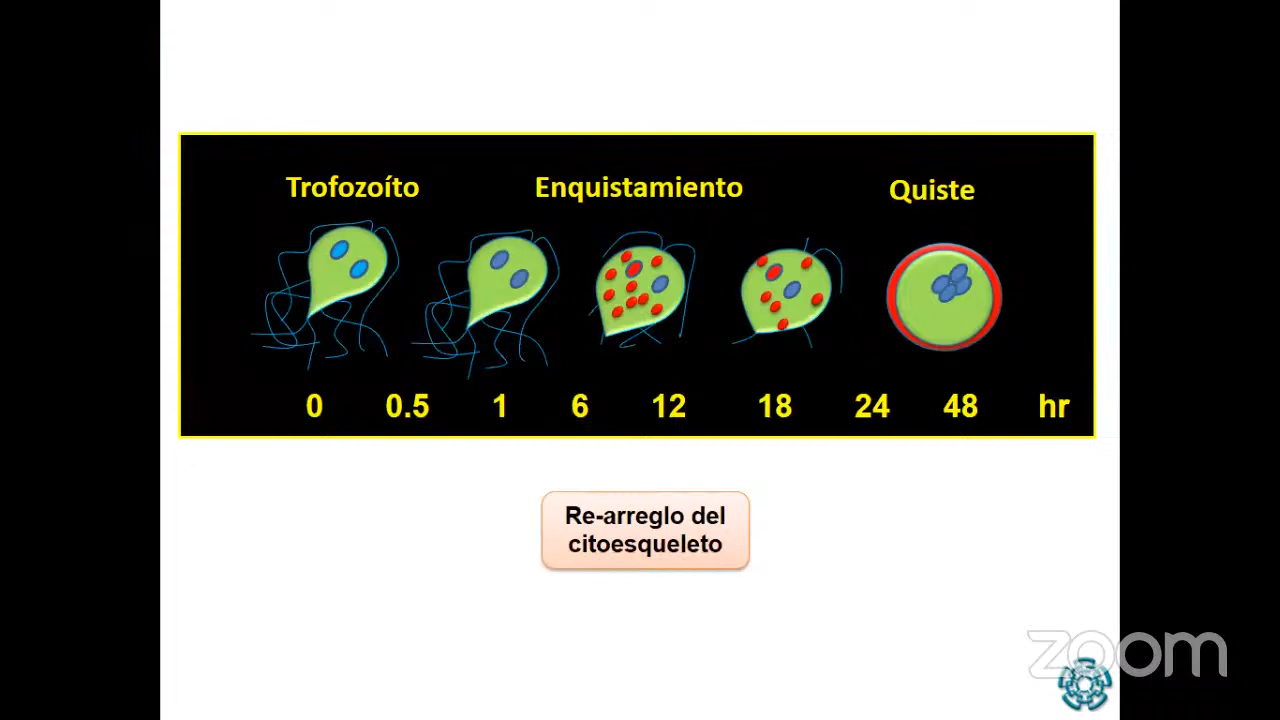 Trofozoíto Enquistamiento Quiste
0 0.5 1 6 12 18 24 48 hr
Re-arreglo del
citoesqueleto
zoom